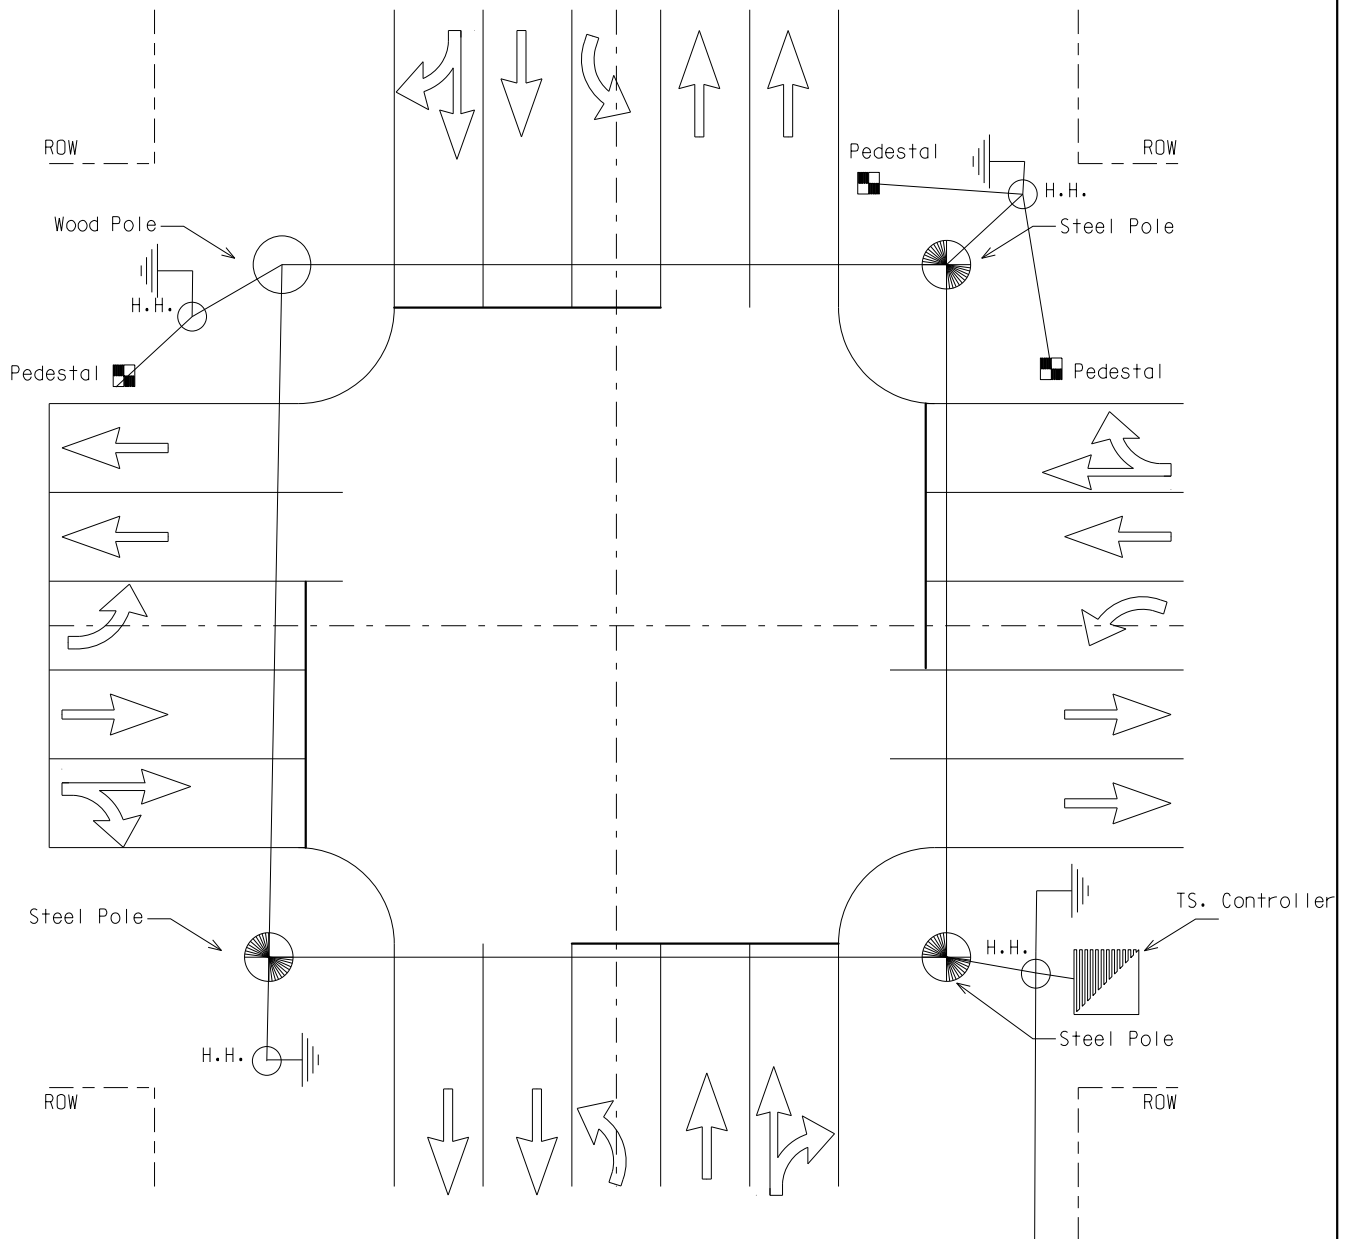 ROW
ROW
Pedestal
H.H.
Wood Pole
Steel Pole
H.H.
Pedestal
Pedestal
TS. Controller
Steel Pole
H.H.
Steel Pole
H.H.
ROW
ROW